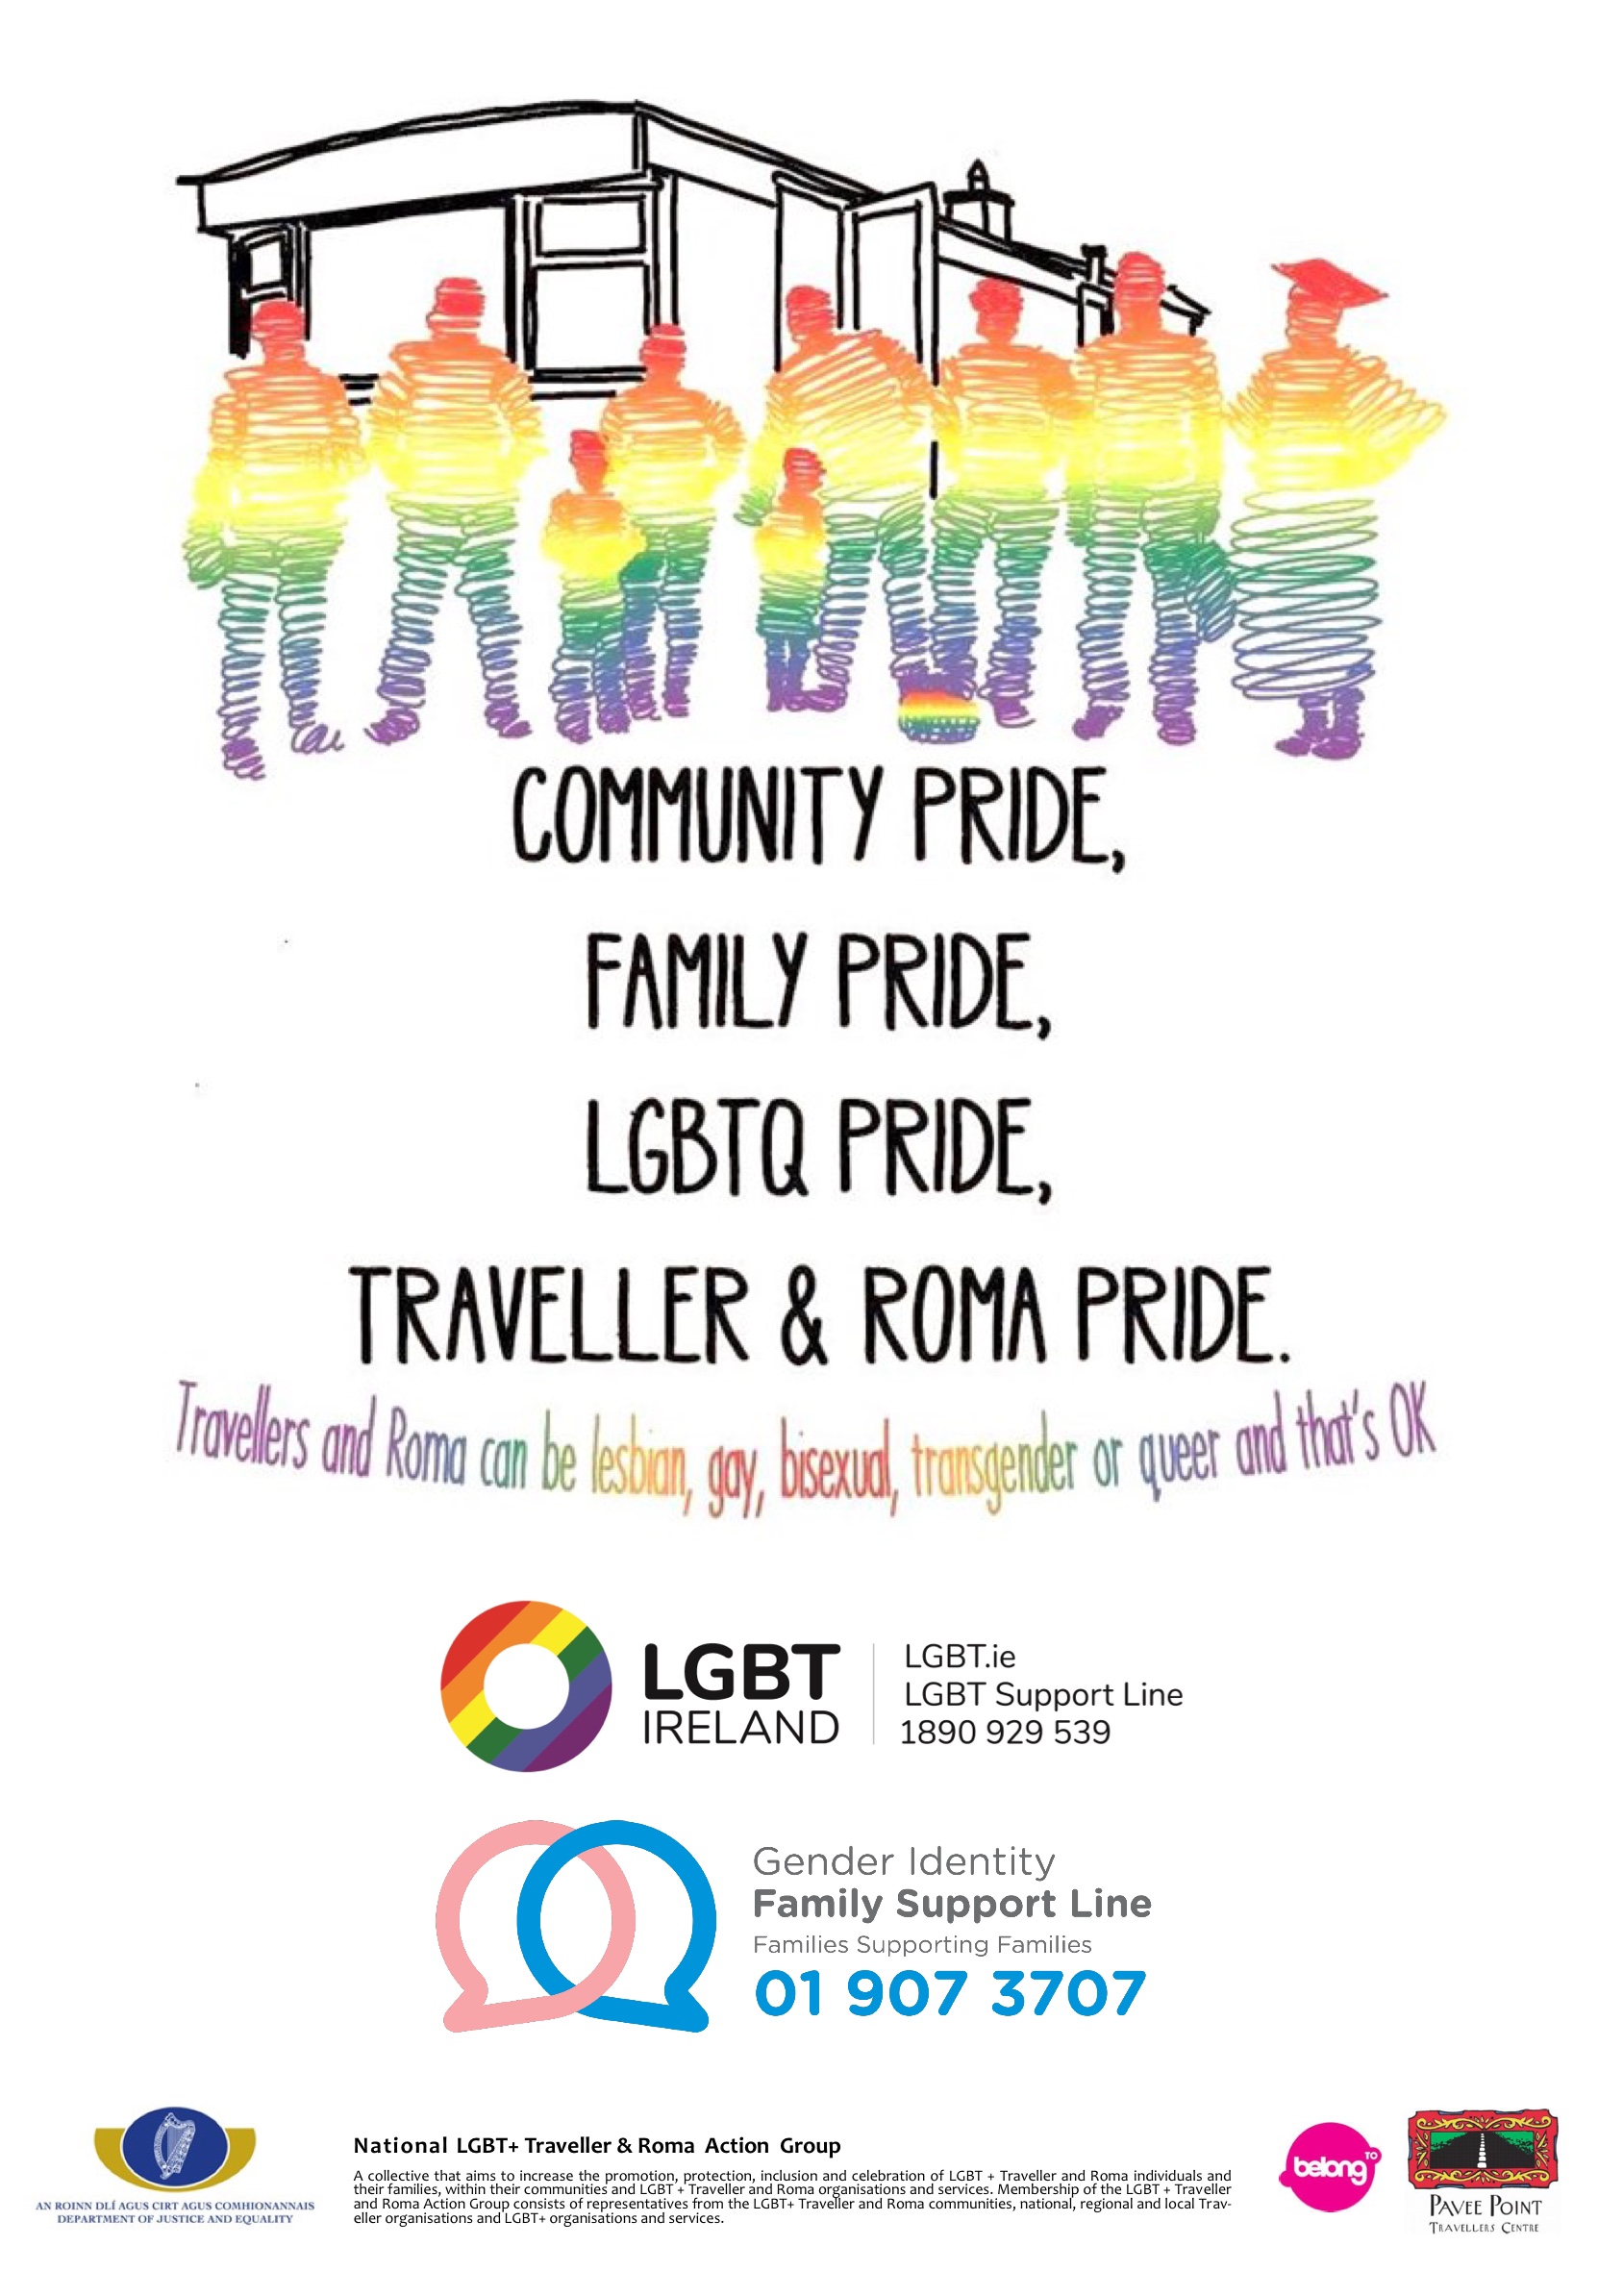 COMMUNITY PRIDE,
FAMILY PRIDE,
LGBTQ PRIDE,
TRAVELLER & ROMA PRIDE.
Travellers and Roma can be lesbian, gay, bisexual, transgender or queer and that's OK
LGBT
IRELAND
LGBT.ie
LGBT Support Line
1890 929 539
Gender Identity
Family Support Line
Families Supporting Families
01 907 3707
AN ROINN DLÍ AGUS CIRT AGUS COMHIONANNAIS
DEPARTMENT OF JUSTICE AND EQUALITY
National LGBT+ Traveller & Roma Action Group
A collective that aims to increase the promotion, protection, inclusion and celebration of LGBT + Traveller and Roma individuals and
their families, within their communities and LGBT + Traveller and Roma organisations and services. Membership of the LGBT + Traveller
and Roma Action Group consists of representatives from the LGBT+ Traveller and Roma communities, national, regional and local Trav-
eller organisations and LGBT+ organisations and services.
belong TO
PAVEE POINT
TRAVELLERS CENTRE